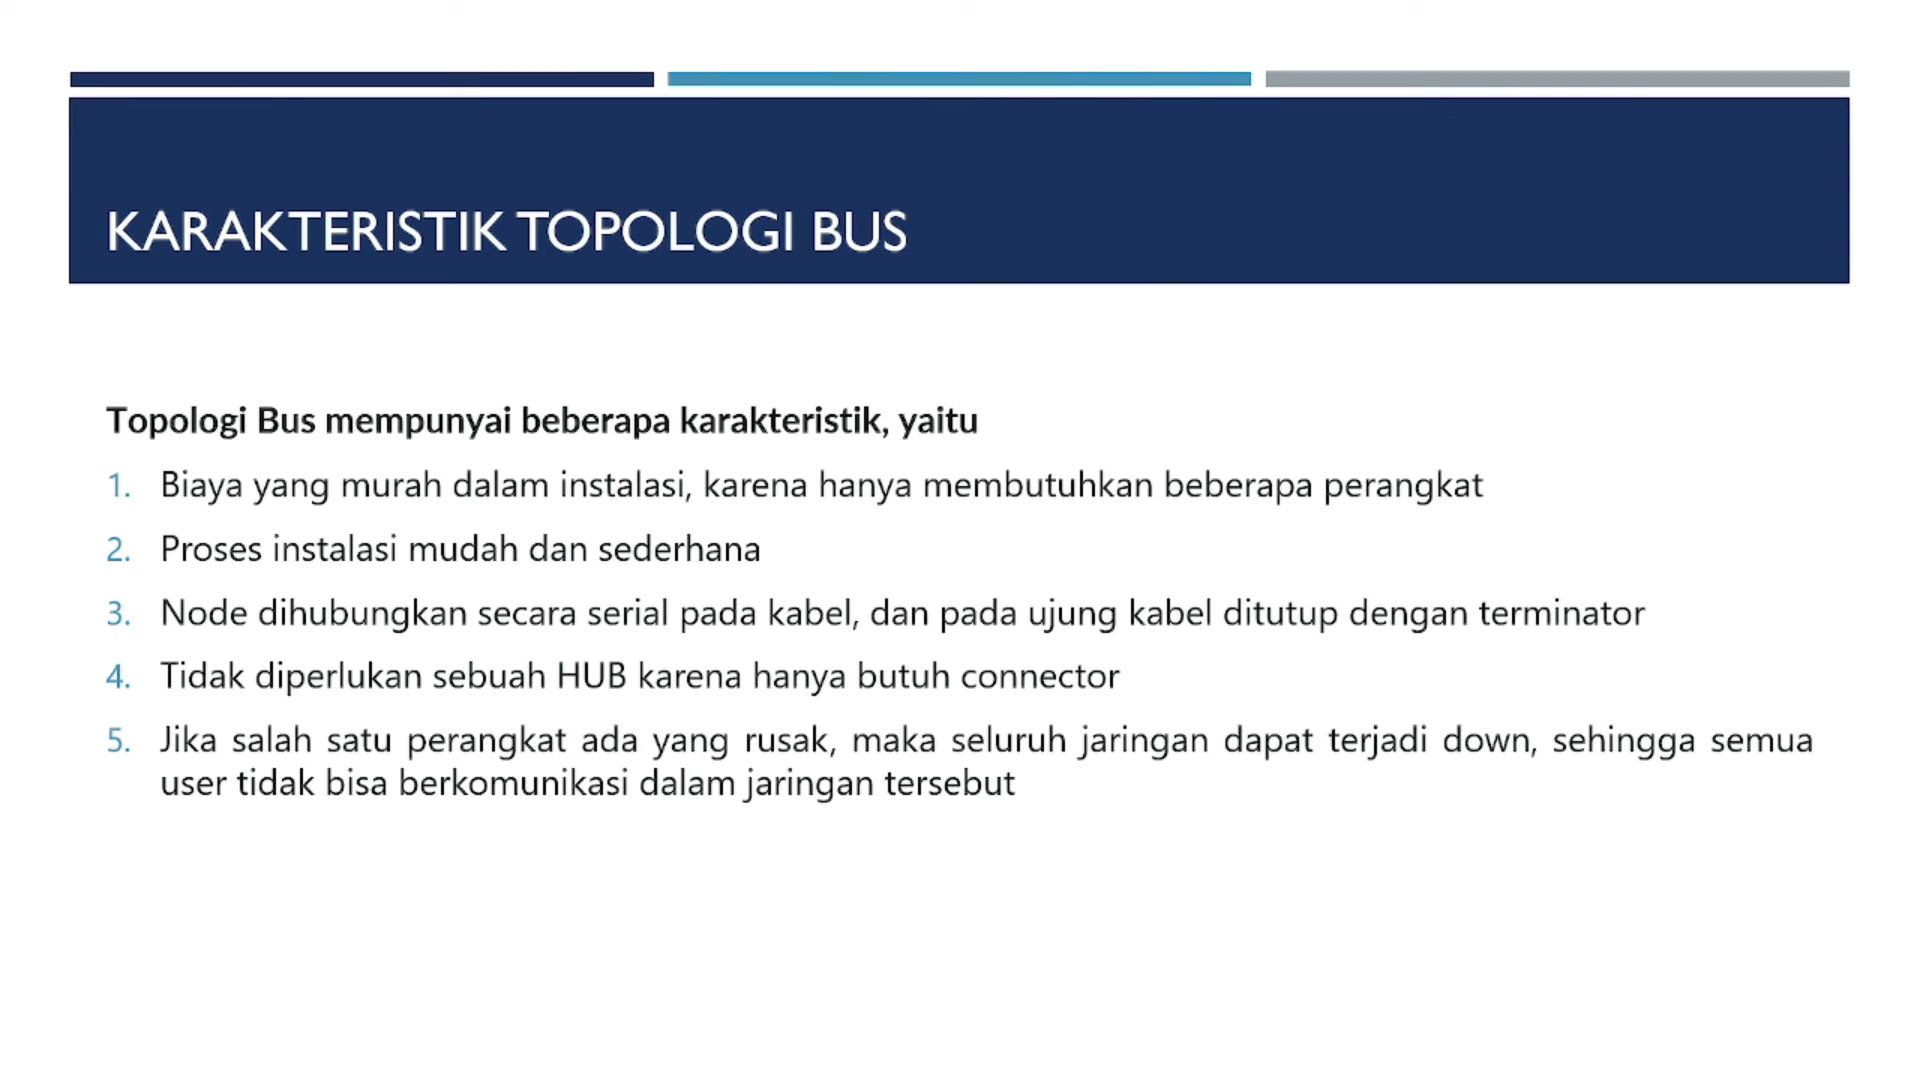 KARAKTERISTIK TOPOLOGI BUS
Topologi Bus mempunyai beberapa karakteristik, yaitu
1. Biaya yang murah dalam instalasi, karena hanya membutuhkan beberapa perangkat
2. Proses instalasi mudah dan sederhana
3. Node dihubungkan secara serial pada kabel, dan pada ujung kabel ditutup dengan terminator
4. Tidak diperlukan sebuah HUB karena hanya butuh connector
5. Jika salah satu perangkat ada yang rusak, maka seluruh jaringan dapat terjadi down, sehingga semua
user tidak bisa berkomunikasi dalam jaringan tersebut